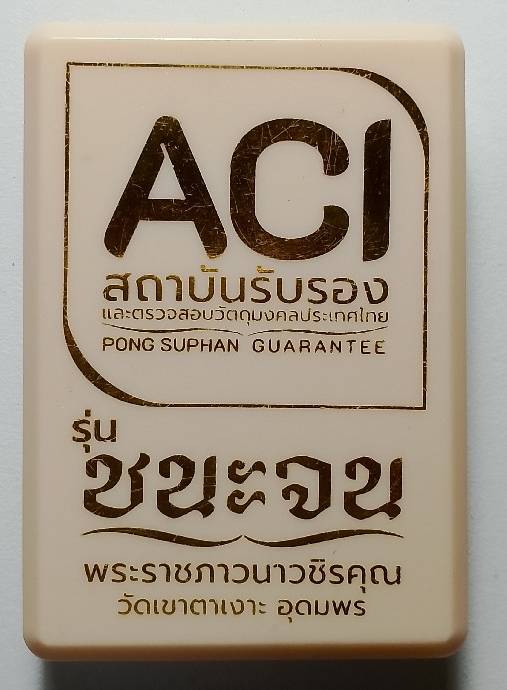 ACI
สถาบันรับรอง
และตรวจสอบวัตถุมงคลประเทศไทย
PONG SUPHAN GUARANTEE
รุ่น
ชนะจน
พระราชภาวนาวชิรคุณ
วัดเขาตาเงาะ อุดมพร